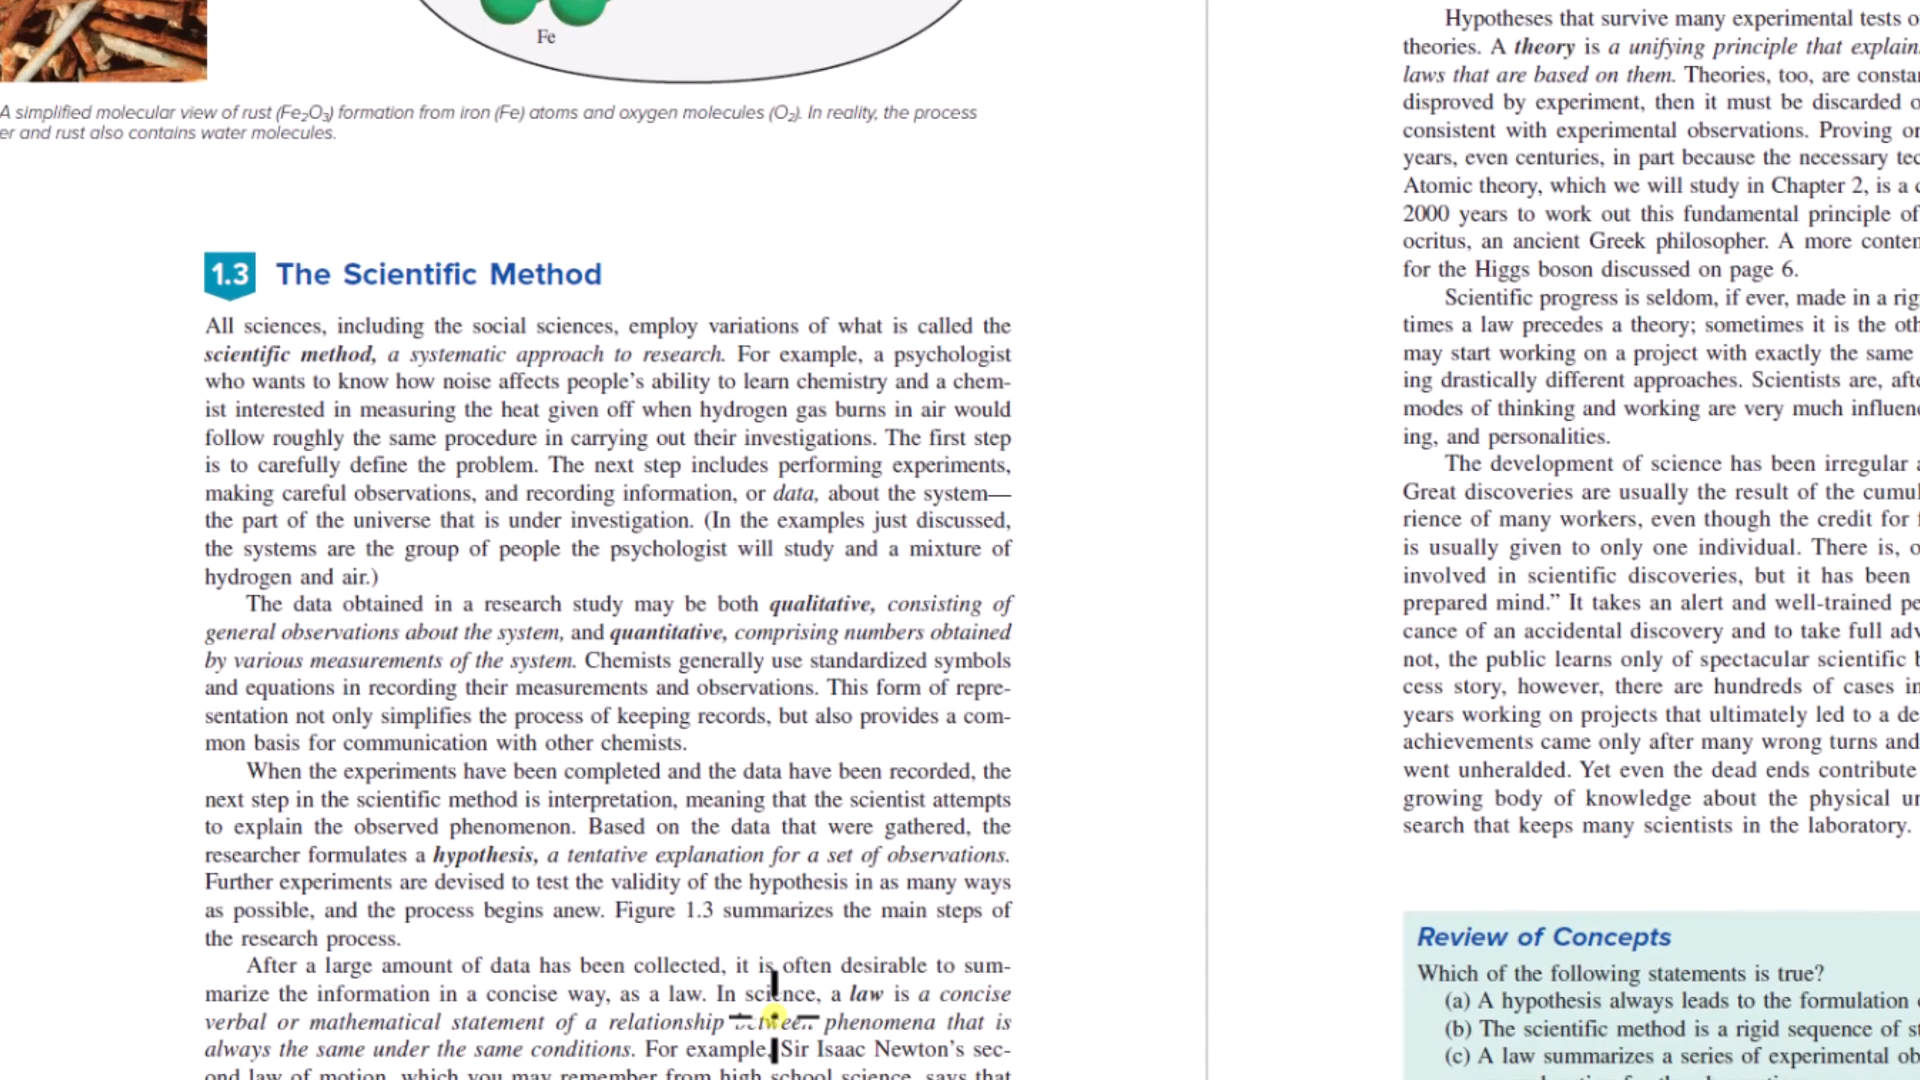 Fe
A simplified molecular view of rust (Fe₂O₃) formation from iron (Fe) atoms and oxygen molecules (O₂). In reality, the process
er and rust also contains water molecules.
1.3 The Scientific Method
All sciences, including the social sciences, employ variations of what is called the
scientific method, a systematic approach to research. For example, a psychologist
who wants to know how noise affects people's ability to learn chemistry and a chem-
ist interested in measuring the heat given off when hydrogen gas burns in air would
follow roughly the same procedure in carrying out their investigations. The first step
is to carefully define the problem. The next step includes performing experiments,
making careful observations, and recording information, or data, about the system—
the part of the universe that is under investigation. (In the examples just discussed,
the systems are the group of people the psychologist will study and a mixture of
hydrogen and air.)
The data obtained in a research study may be both qualitative, consisting of
general observations about the system, and quantitative, comprising numbers obtained
by various measurements of the system. Chemists generally use standardized symbols
and equations in recording their measurements and observations. This form of repre-
sentation not only simplifies the process of keeping records, but also provides a com-
mon basis for communication with other chemists.
When the experiments have been completed and the data have been recorded, the
next step in the scientific method is interpretation, meaning that the scientist attempts
to explain the observed phenomenon. Based on the data that were gathered, the
researcher formulates a hypothesis, a tentative explanation for a set of observations.
Further experiments are devised to test the validity of the hypothesis in as many ways
as possible, and the process begins anew. Figure 1.3 summarizes the main steps of
the research process.
After a large amount of data has been collected, it is often desirable to sum-
marize the information in a concise way, as a law. In science, a law is a concise
verbal or mathematical statement of a relationship between phenomena that is
always the same under the same conditions. For example, Sir Isaac Newton's sec-
ond law of motion, which you may remember from high school science, says that
Hypotheses that survive many experimental tests o
theories. A theory is a unifying principle that explain
laws that are based on them. Theories, too, are consta
disproved by experiment, then it must be discarded o
consistent with experimental observations. Proving or
years, even centuries, in part because the necessary tec
Atomic theory, which we will study in Chapter 2, is a c
2000 years to work out this fundamental principle of
ocritus, an ancient Greek philosopher. A more conten
for the Higgs boson discussed on page 6.
Scientific progress is seldom, if ever, made in a rig
times a law precedes a theory; sometimes it is the oth
may start working on a project with exactly the same
ing drastically different approaches. Scientists are, afte
modes of thinking and working are very much influenc
ing, and personalities.
The development of science has been irregular a
Great discoveries are usually the result of the cumul
rience of many workers, even though the credit for f
is usually given to only one individual. There is, o
involved in scientific discoveries, but it has been
prepared mind." It takes an alert and well-trained pe
cance of an accidental discovery and to take full adv
not, the public learns only of spectacular scientific b
cess story, however, there are hundreds of cases in
years working on projects that ultimately led to a de
achievements came only after many wrong turns and
went unheralded. Yet even the dead ends contribute
growing body of knowledge about the physical un
search that keeps many scientists in the laboratory.
Review of Concepts
Which of the following statements is true?
(a) A hypothesis always leads to the formulation o
(b) The scientific method is a rigid sequence of st
(c) A law summarizes a series of experimental ob